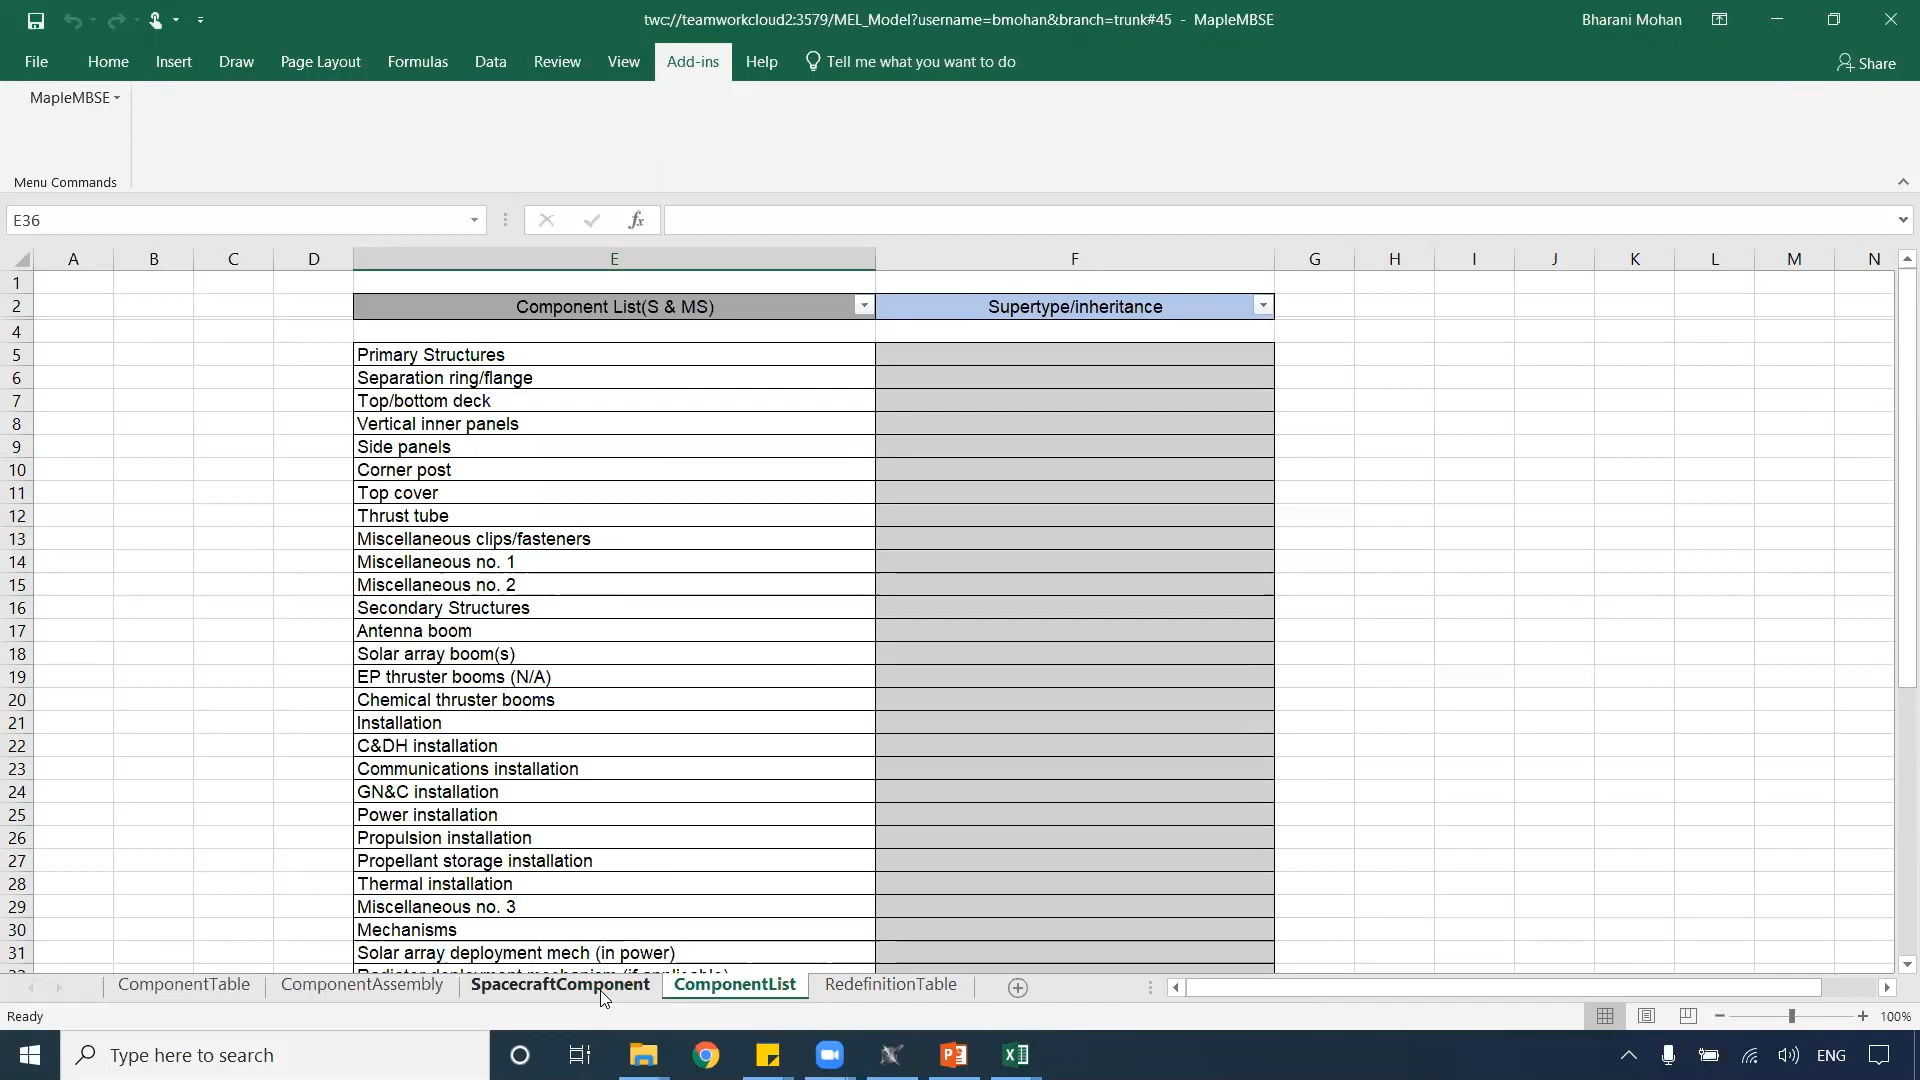 twc://teamworkcloud2:3579/MEL_Model?username=bmohan&branch=trunk#45 - MapleMBSE
Bharani Mohan
File Home Insert Draw Page Layout Formulas Data Review View Add-ins Help Tell me what you want to do Share
MapleMBSE
Menu Commands
E36 fx
A B C D E F G H I J K L M N
1
2 Component List(S & MS) Supertype/inheritance
4
5 Primary Structures
6 Separation ring/flange
7 Top/bottom deck
8 Vertical inner panels
9 Side panels
10 Corner post
11 Top cover
12 Thrust tube
13 Miscellaneous clips/fasteners
14 Miscellaneous no. 1
15 Miscellaneous no. 2
16 Secondary Structures
17 Antenna boom
18 Solar array boom(s)
19 EP thruster booms (N/A)
20 Chemical thruster booms
21 Installation
22 C&DH installation
23 Communications installation
24 GN&C installation
25 Power installation
26 Propulsion installation
27 Propellant storage installation
28 Thermal installation
29 Miscellaneous no. 3
30 Mechanisms
31 Solar array deployment mech (in power)
ComponentTable ComponentAssembly SpacecraftComponent ComponentList RedefinitionTable
Ready
100%
Type here to search
ENG